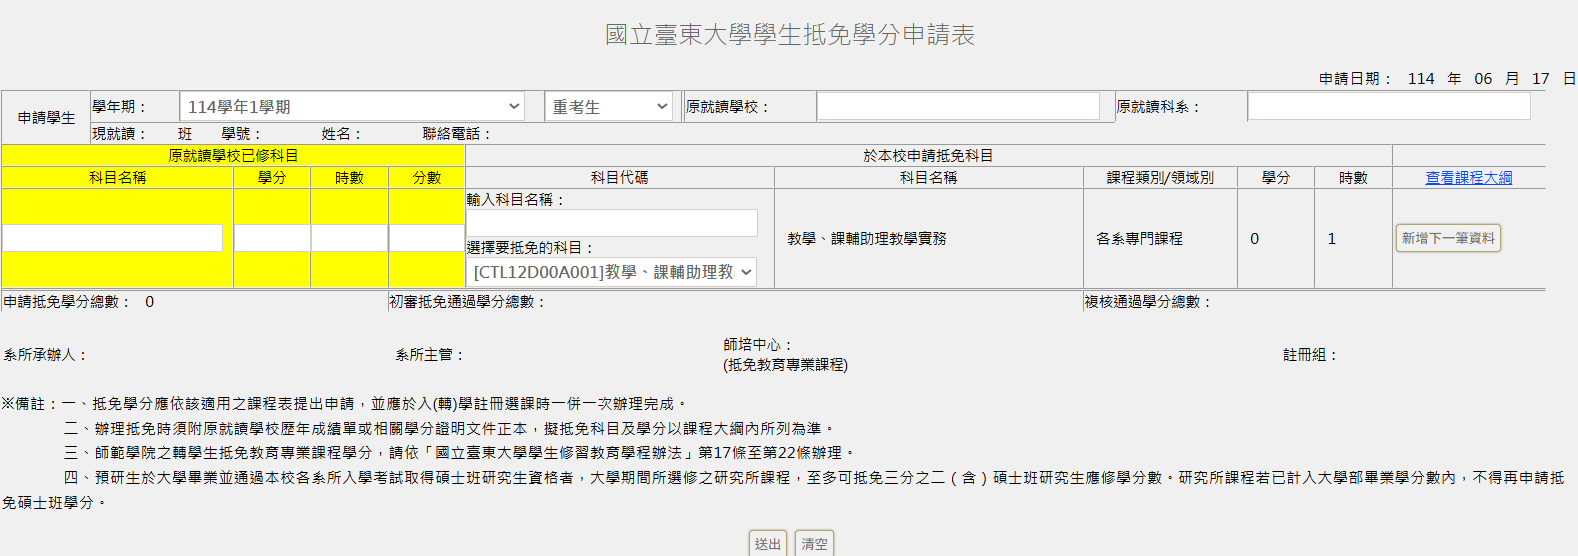 國立臺東大學學生抵免學分申請表
申請日期： 114 年 06 月 17 日
申請學生 學年期： 114學年1學期 重考生 原就讀學校： 原就讀科系：
現就讀： 班 學號： 姓名： 聯絡電話：
原就讀學校已修科目 於本校申請抵免科目
科目名稱 學分 時數 分數 科目代碼 科目名稱 課程類別/領域別 學分 時數 查看課程大綱
輸入科目名稱：
選擇要抵免的科目：
[CTL12D00A001]教學、課輔助理教
教學、課輔助理教學實務 各系專門課程 0 1 新增下一筆資料
申請抵免學分總數： 0 初審抵免通過學分總數： 複核通過學分總數：
系所承辦人： 系所主管： 師培中心： 註冊組：
(抵免教育專業課程)
※備註：一、抵免學分應依該適用之課程表提出申請，並應於入(轉)學註冊選課時一併一次辦理完成。
二、辦理抵免時須附原就讀學校歷年成績單或相關學分證明文件正本，擬抵免科目及學分以課程大綱內所列為準。
三、師範學院之轉學生抵免教育專業課程學分，請依「國立臺東大學學生修習教育學程辦法」第17條至第22條辦理。
四、預研生於大學畢業並通過本校各系所入學考試取得碩士班研究生資格者，大學期間所選修之研究所課程，至多可抵免三分之二（含）碩士班研究生應修學分數。研究所課程若已計入大學部畢業學分數內，不得再申請抵
免碩士班學分。
送出 清空